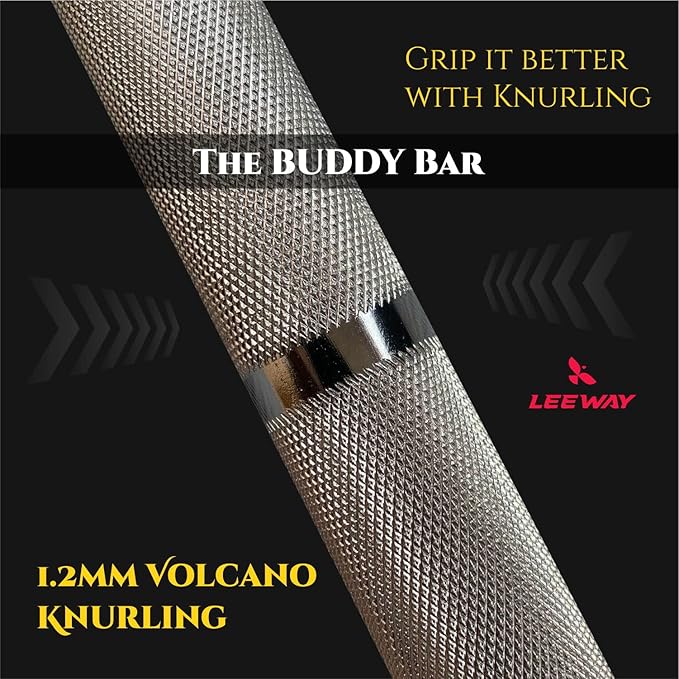 Grip it better
with Knurling
The BUDDY Bar
LEEWAY
1.2mm Volcano
Knurling